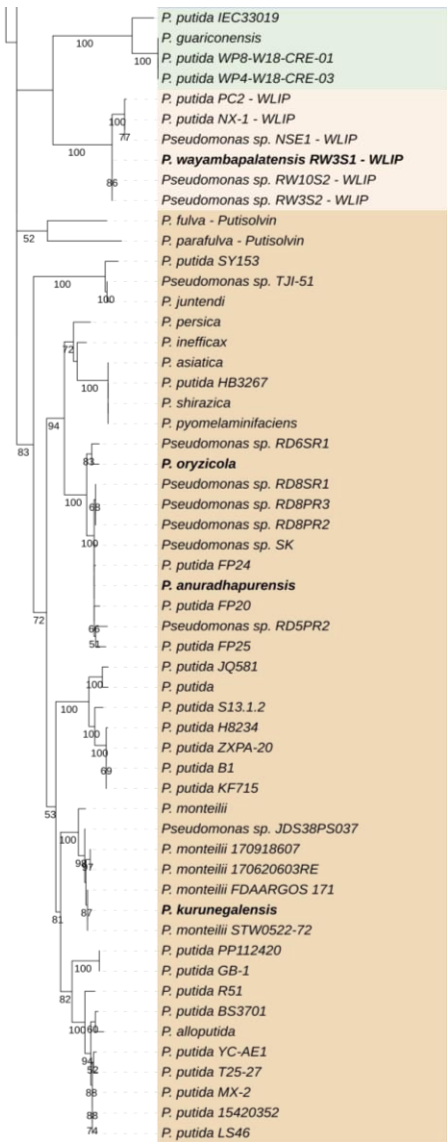 P. putida IEC33019
P. guariconensis
100
P. putida WP8-W18-CRE-01
100
P. putida WP4-W18-CRE-03
P. putida PC2 - WLIP
P. putida NX-1 - WLIP
100
Pseudomonas sp. NSE1 - WLIP
77
100
P. wayambapalatensis RW3S1 - WLIP
Pseudomonas sp. RW10S2 - WLIP
86
Pseudomonas sp. RW3S2 - WLIP
P. fulva - Putisolvin
52
P. parafulva - Putisolvin
P. putida SY153
100
Pseudomonas sp. TJI-51
P. juntendi
100
P. persica
P. inefficax
72
P. asiatica
P. putida HB3267
100
P. shirazica
P. pyomelaminifaciens
94
Pseudomonas sp. RD6SR1
83
83
P. oryzicola
Pseudomonas sp. RD8SR1
Pseudomonas sp. RD8PR3
68
Pseudomonas sp. RD8PR2
Pseudomonas sp. SK
100
P. putida FP24
P. anuradhapurensis
P. putida FP20
72
Pseudomonas sp. RD5PR2
66
P. putida FP25
51
P. putida JQ581
P. putida
100
P. putida S13.1.2
100
P. putida H8234
P. putida ZXPA-20
100
P. putida B1
69
P. putida KF715
P. monteilii
53
Pseudomonas sp. JDS38PS037
100
P. monteilii 170918607
P. monteilii 170620603RE
97
P. monteilii FDAARGOS 171
P. kurunegalensis
87
81
P. monteilii STW0522-72
P. putida PP112420
P. putida GB-1
100
P. putida R51
82
P. putida BS3701
P. alloputida
100
60
P. putida YC-AE1
94
P. putida T25-27
52
P. putida MX-2
88
P. putida 15420352
88
P. putida LS46
74